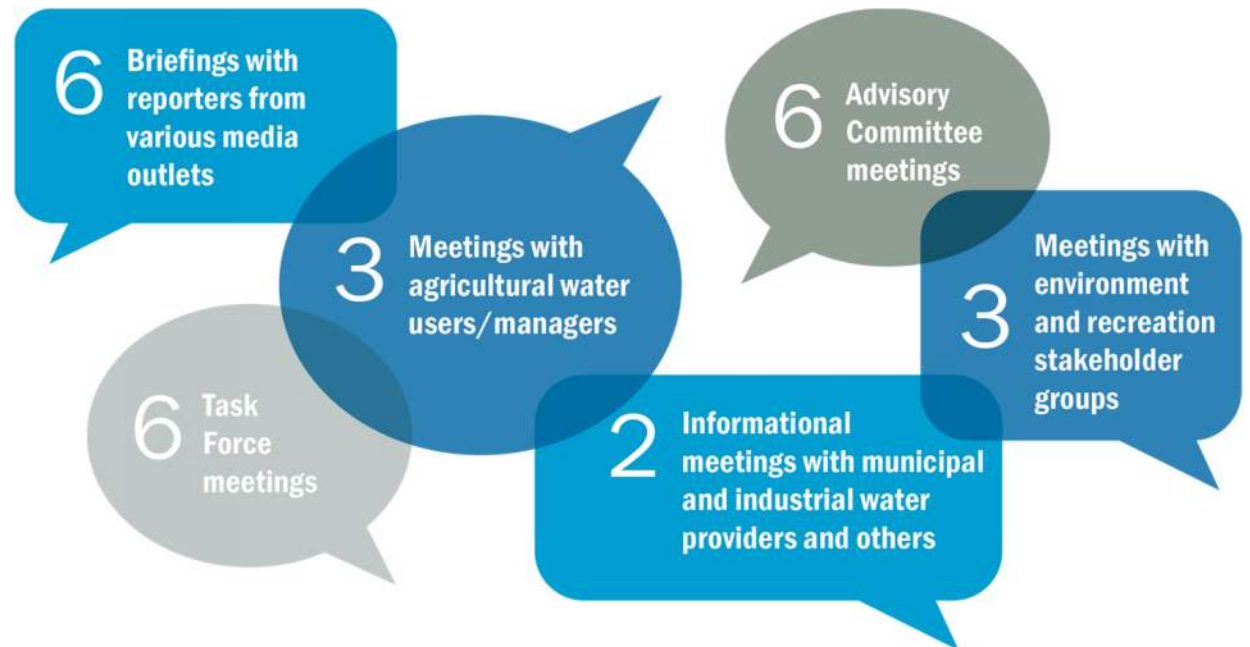 6 Briefings with
reporters from
various media
outlets
6 Advisory
Committee
meetings
3 Meetings with
agricultural water
users/managers
3 Meetings with
environment
and recreation
stakeholder
groups
6 Task
Force
meetings
2 Informational
meetings with municipal
and industrial water
providers and others